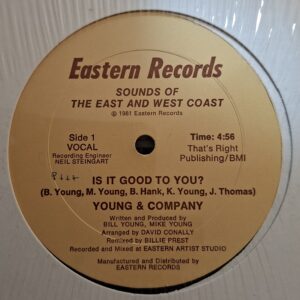 Eastern Records
SOUNDS OF
THE EAST AND WEST COAST
℗ 1981 Eastern Records
Side 1
VOCAL
Recording Engineer
NEIL STEINGART
Time: 4:56
That's Right
Publishing/BMI
IS IT GOOD TO YOU?
(B. Young, M. Young, B. Hank, K. Young, J. Thomas)
YOUNG & COMPANY
Written and Produced by
BILL YOUNG, MIKE YOUNG
Arranged by DAVID CONALLY
Remixed by BILLIE PREST
Recorded and Mixed at EASTERN ARTIST STUDIO
Manufactured and Distributed by
EASTERN RECORDS